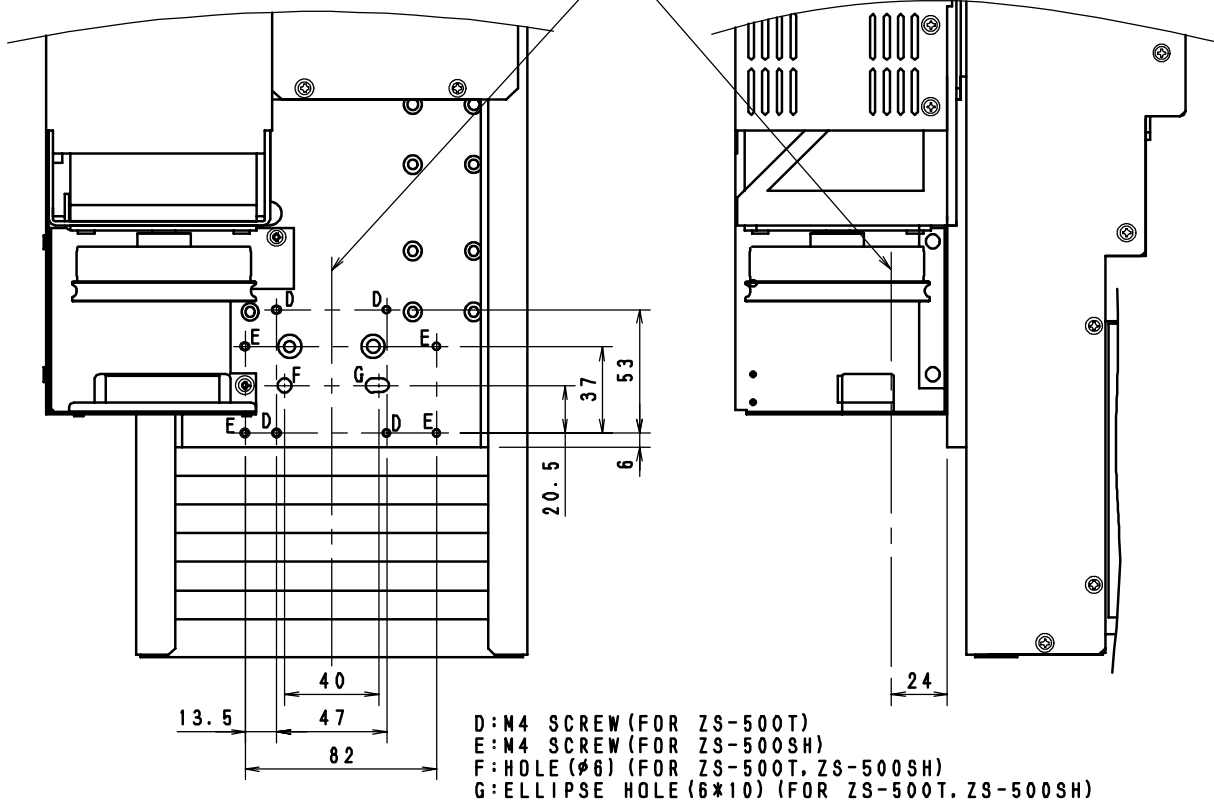 D D
E E
F G
E D D E
53
37
6
20.5
40 24
13.5 47
82
D:M4 SCREW(FOR ZS-500T)
E:M4 SCREW(FOR ZS-500SH)
F:HOLE(φ6)(FOR ZS-500T,ZS-500SH)
G:ELLIPSE HOLE(6*10)(FOR ZS-500T,ZS-500SH)